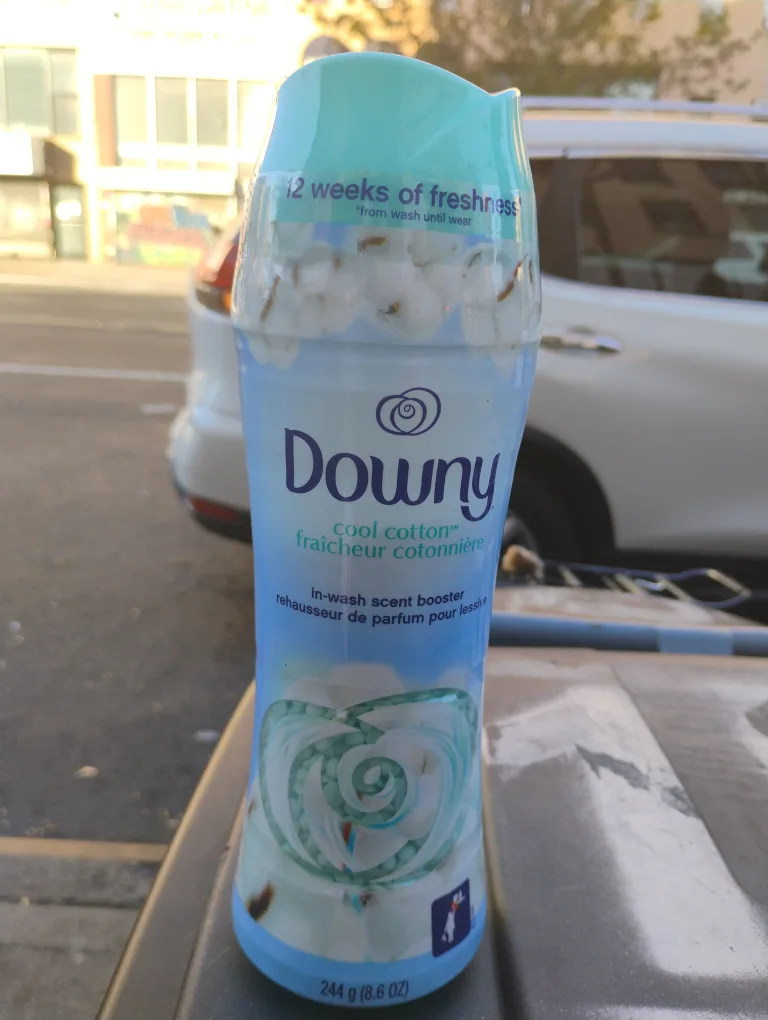 12 weeks of freshness*
*from wash until wear
Downy
cool cotton™
fraîcheur cotonnière
in-wash scent booster
rehausseur de parfum pour lessive
244 g (8.6 OZ)